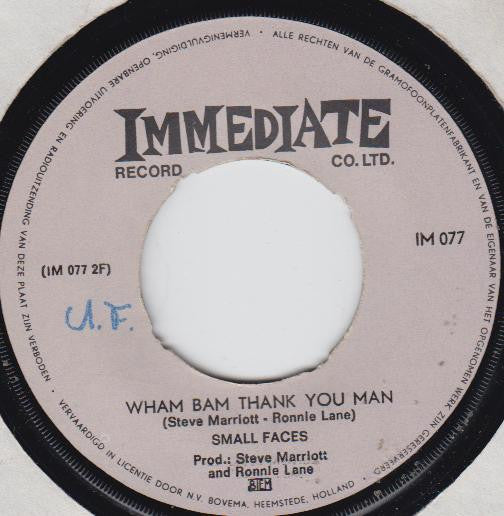 ALLE RECHTEN VAN DE GRAMOFOONPLATENFABRIKANT EN VAN DE EIGENAAR VAN HET OPGENOMEN WERK ZIJN GERESERVEERD
VERMENIGVULDIGING, OPENBARE UITVOERING EN RADIOUITZENDING VAN DEZE PLAAT ZIJN VERBODEN
IMMEDIATE
RECORD CO. LTD.
IM 077
(IM 077 2F)
U.F.
WHAM BAM THANK YOU MAN
(Steve Marriott - Ronnie Lane)
SMALL FACES
Prod.: Steve Marriott
and Ronnie Lane
BIEM
VERVAARDIGD IN LICENTIE DOOR N.V. BOVEMA, HEEMSTEDE, HOLLAND